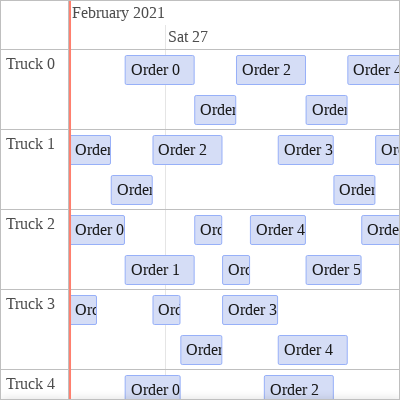 February 2021
Sat 27
Truck 0
Order 0
Order 2
Order 4
Order
Order
Truck 1
Order
Order 2
Order 3
Or
Order
Order
Truck 2
Order 0
Orc
Order 4
Orde
Order 1
Orc
Order 5
Truck 3
Orc
Orc
Order 3
Order
Order 4
Truck 4
Order 0
Order 2